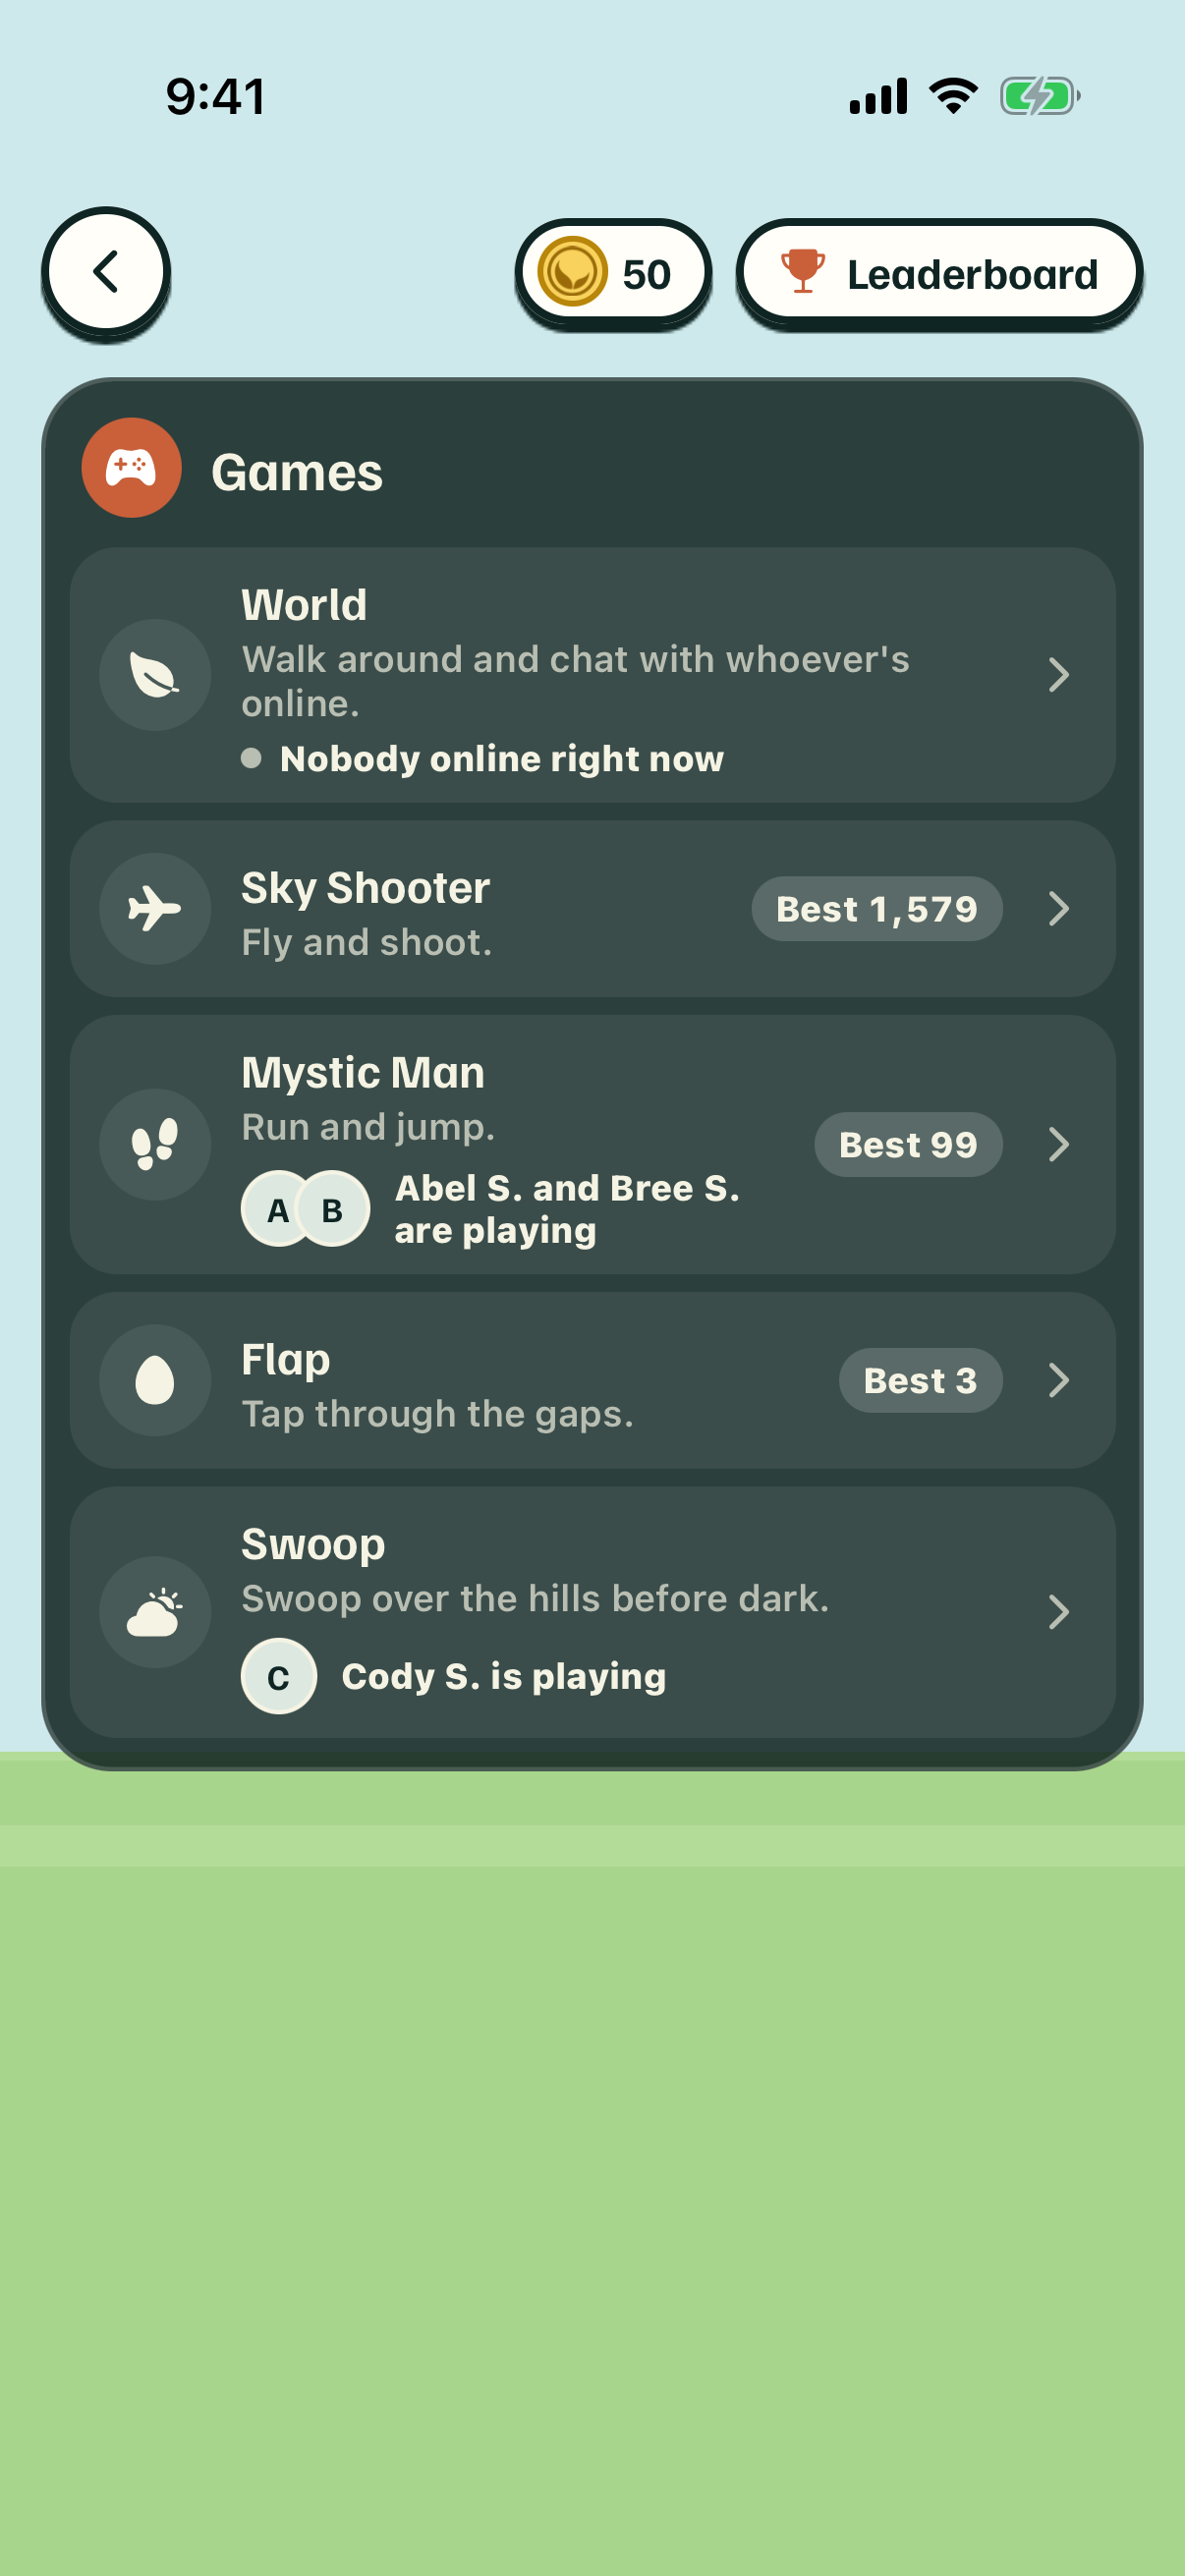 9:41
50
Leaderboard
Games
World
Walk around and chat with whoever's
online.
Nobody online right now
Sky Shooter
Fly and shoot.
Best 1,579
Mystic Man
Run and jump.
Best 99
A B
Abel S. and Bree S.
are playing
Flap
Tap through the gaps.
Best 3
Swoop
Swoop over the hills before dark.
C
Cody S. is playing